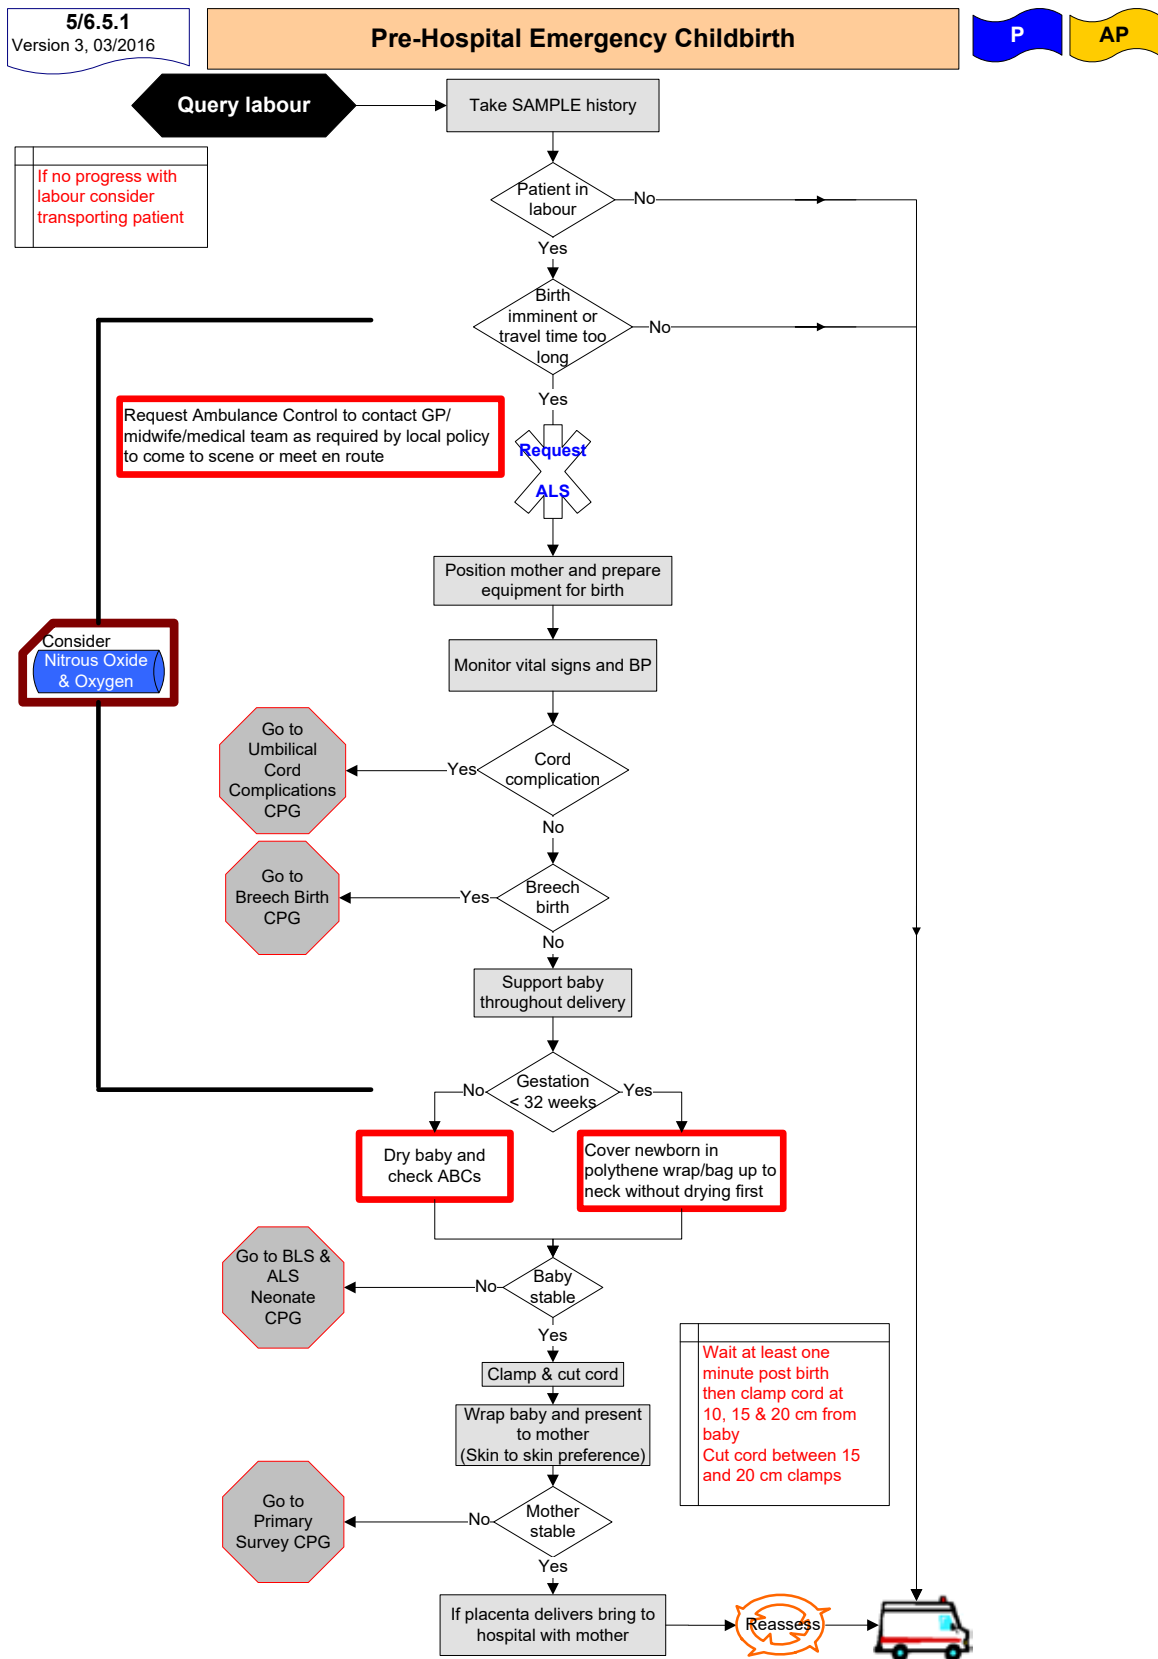 5/6.5.1
Version 3, 03/2016
Pre-Hospital Emergency Childbirth
P
AP
Query labour
Take SAMPLE history
If no progress with
labour consider
transporting patient
Patient in
labour
No
Yes
Birth
imminent or
travel time too
long
No
Yes
Request Ambulance Control to contact GP/
midwife/medical team as required by local policy
to come to scene or meet en route
Request
ALS
Position mother and prepare
equipment for birth
Consider
Nitrous Oxide
& Oxygen
Monitor vital signs and BP
Cord
complication
Yes
Go to
Umbilical
Cord
Complications
CPG
No
Breech
birth
Yes
Go to
Breech Birth
CPG
No
Support baby
throughout delivery
Gestation
< 32 weeks
No
Yes
Dry baby and
check ABCs
Cover newborn in
polythene wrap/bag up to
neck without drying first
Baby
stable
No
Go to BLS &
ALS
Neonate
CPG
Yes
Clamp & cut cord
Wait at least one
minute post birth
then clamp cord at
10, 15 & 20 cm from
baby
Cut cord between 15
and 20 cm clamps
Wrap baby and present
to mother
(Skin to skin preference)
Mother
stable
No
Go to
Primary
Survey CPG
Yes
If placenta delivers bring to
hospital with mother
Reassess